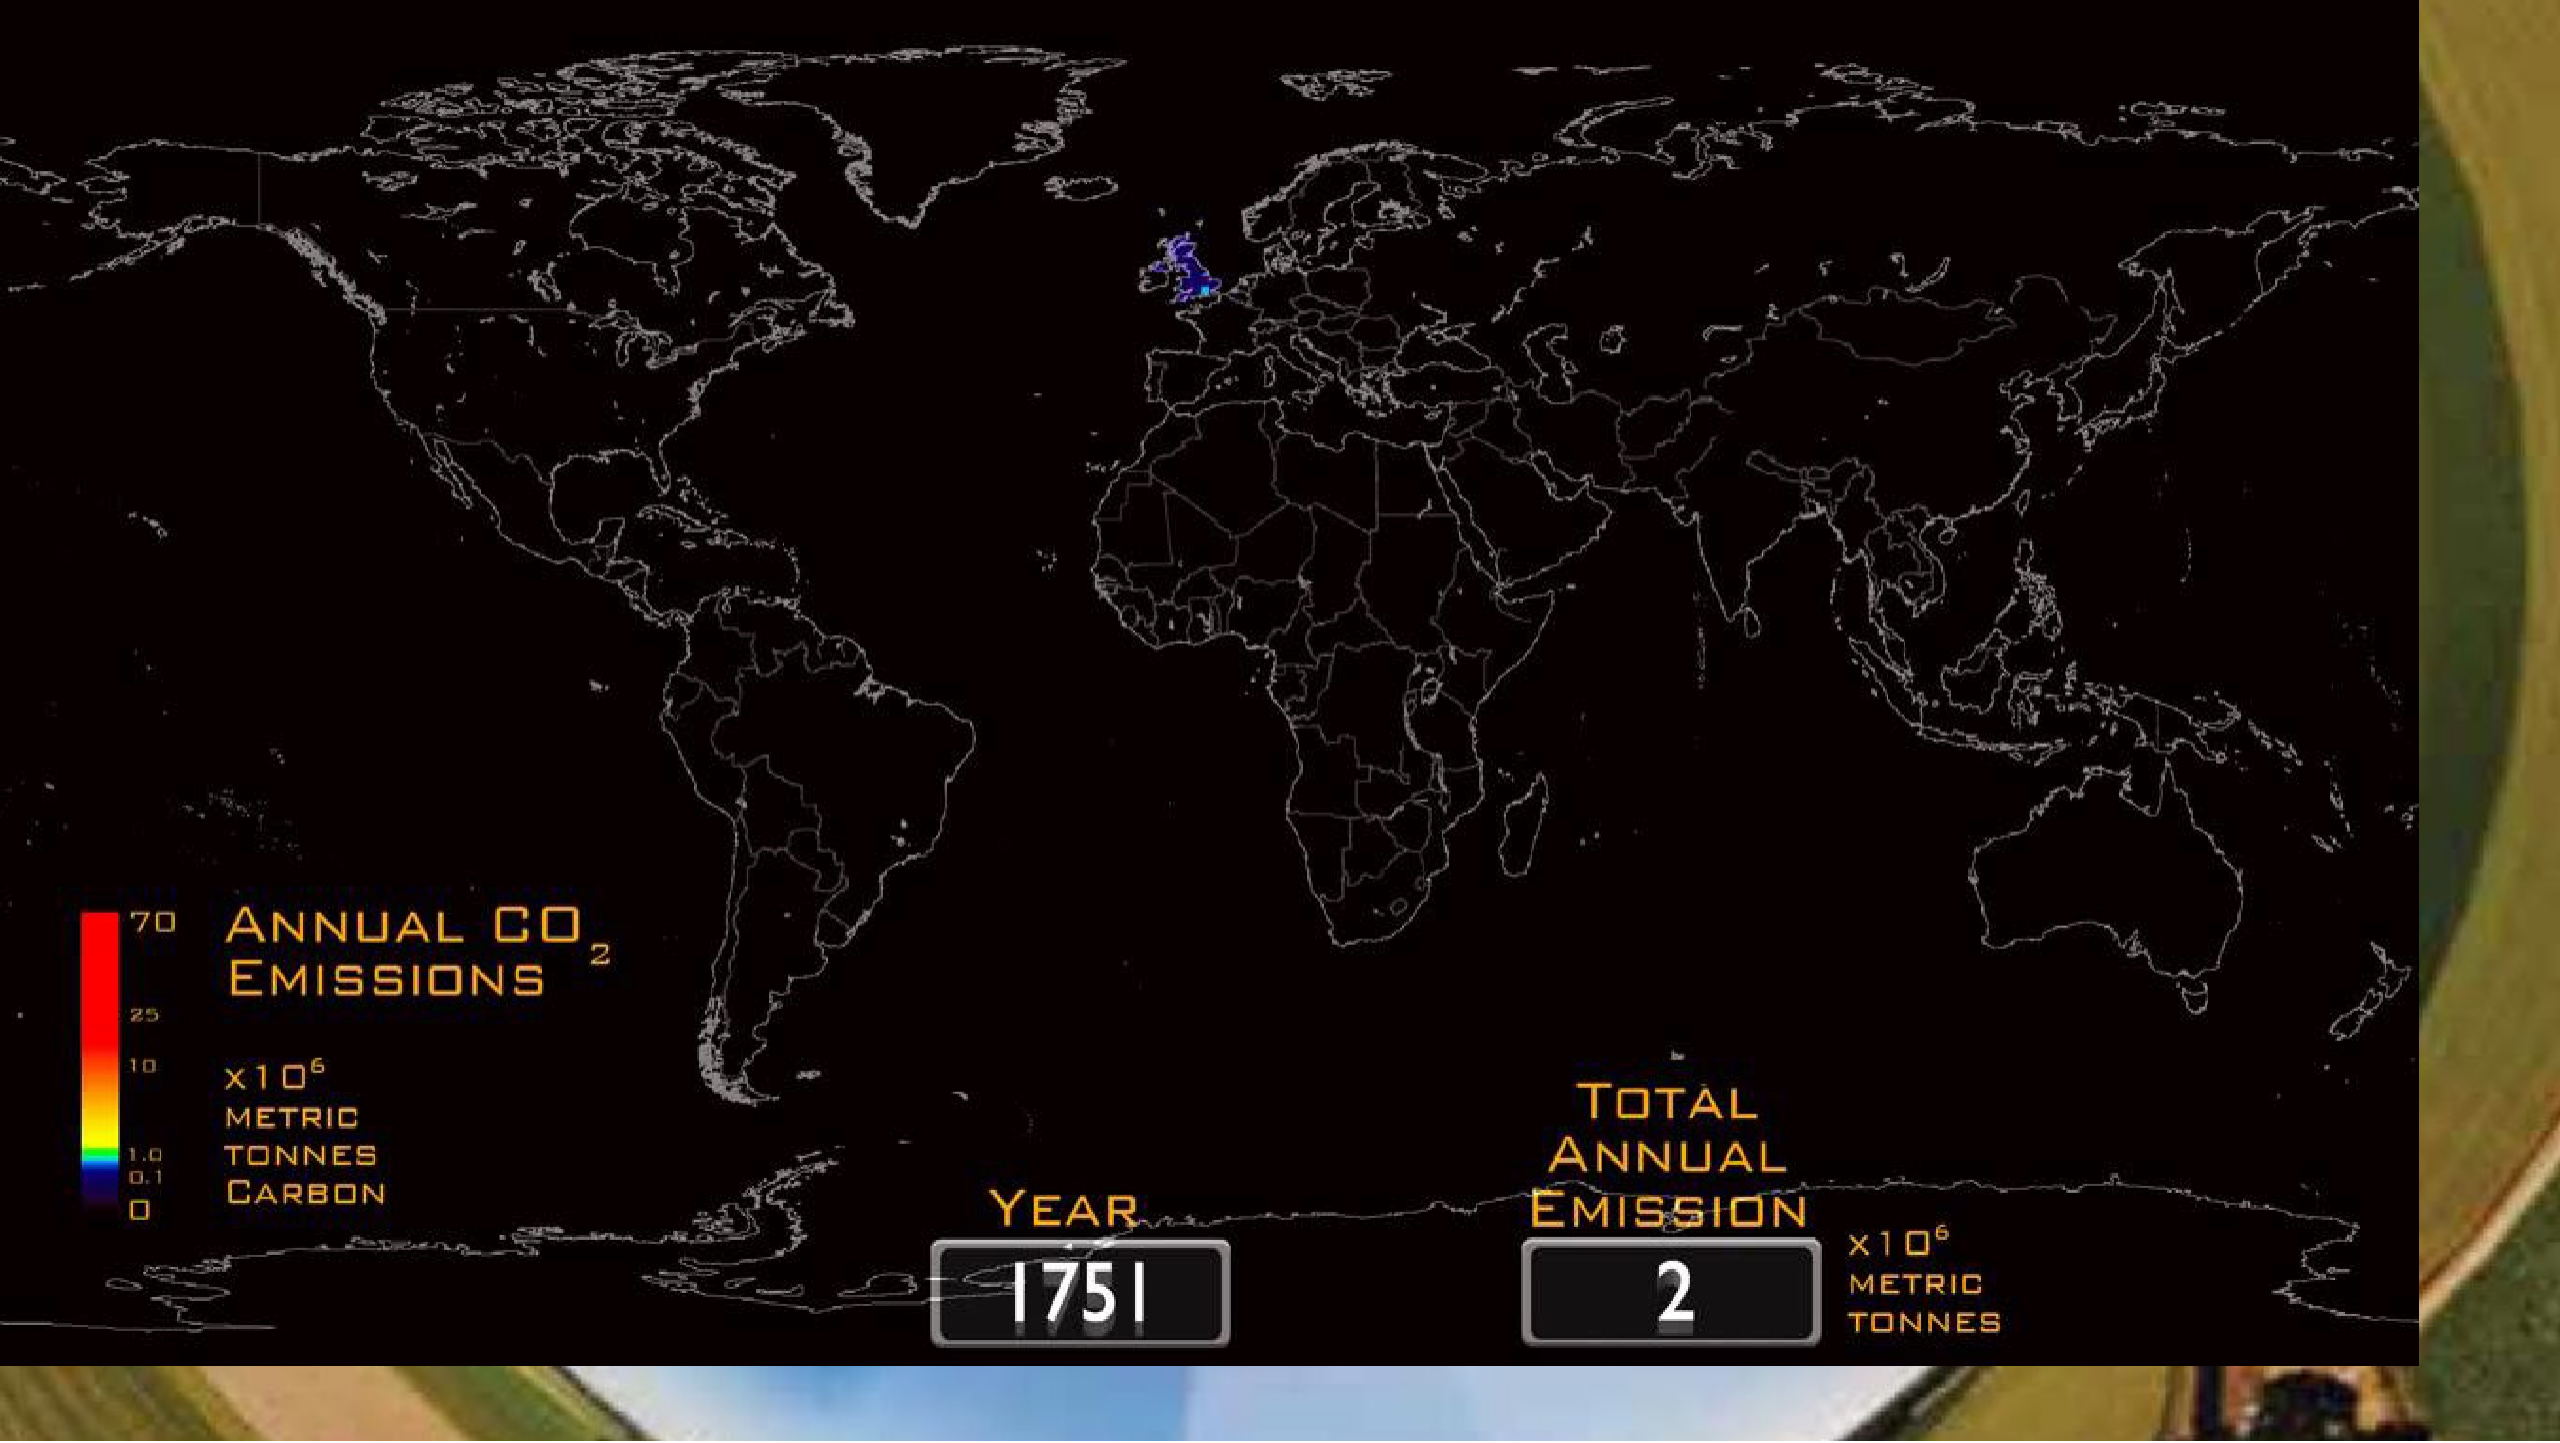 70
25
10
1.0
0.1
0
ANNUAL CO2
EMISSIONS
x10⁶
METRIC
TONNES
CARBON
YEAR
1751
TOTAL
ANNUAL
EMISSION
2
x10⁶
METRIC
TONNES